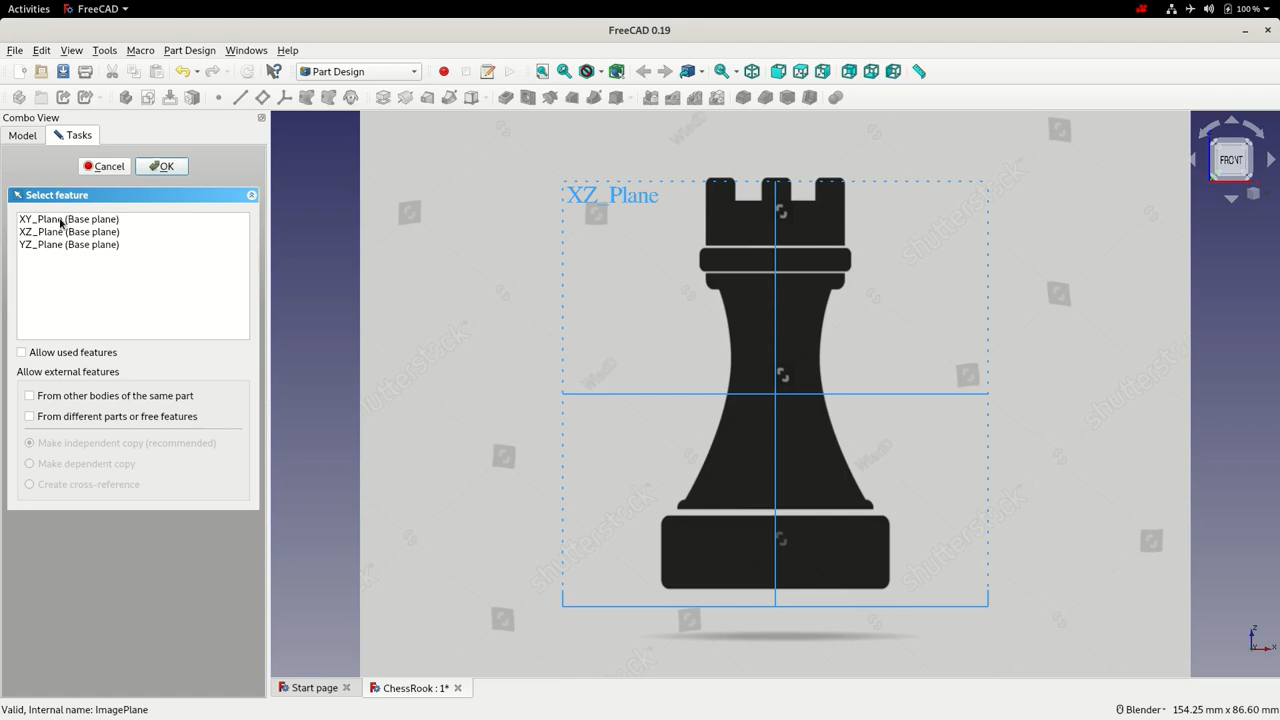 Activities FreeCAD 100 %
FreeCAD 0.19
File Edit View Tools Macro Part Design Windows Help
Part Design
Combo View
Model Tasks
Cancel OK
FRONT
Select feature
XZ_Plane
XY_Plane (Base plane)
XZ_Plane (Base plane)
YZ_Plane (Base plane)
Allow used features
Allow external features
From other bodies of the same part
From different parts or free features
Make independent copy (recommended)
Make dependent copy
Create cross-reference
shutterstock
shutterstock
shutterstock
shutterstock
z
x
Start page ChessRook : 1*
Valid, Internal name: ImagePlane Blender 154.25 mm x 86.60 mm